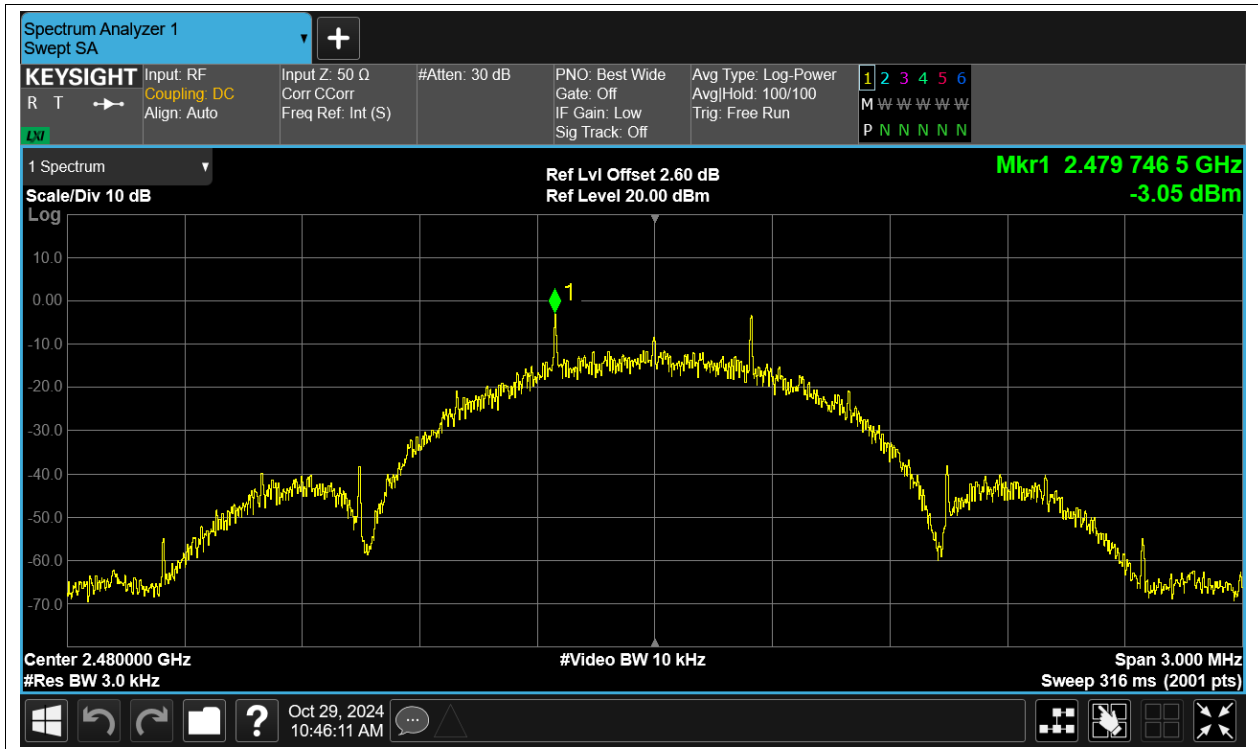 Spectrum Analyzer 1
Swept SA
+
KEYSIGHT
R T
LXI
Input: RF
Coupling: DC
Align: Auto
Input Z: 50 Ω
Corr CCorr
Freq Ref: Int (S)
#Atten: 30 dB
PNO: Best Wide
Gate: Off
IF Gain: Low
Sig Track: Off
Avg Type: Log-Power
Avg|Hold: 100/100
Trig: Free Run
1 2 3 4 5 6
M W W W W W
P N N N N N
1 Spectrum
Scale/Div 10 dB
Ref Lvl Offset 2.60 dB
Ref Level 20.00 dBm
Mkr1 2.479 746 5 GHz
-3.05 dBm
Log
10.0
0.00
-10.0
-20.0
-30.0
-40.0
-50.0
-60.0
-70.0
1
Center 2.480000 GHz
#Res BW 3.0 kHz
#Video BW 10 kHz
Span 3.000 MHz
Sweep 316 ms (2001 pts)
?
Oct 29, 2024
10:46:11 AM